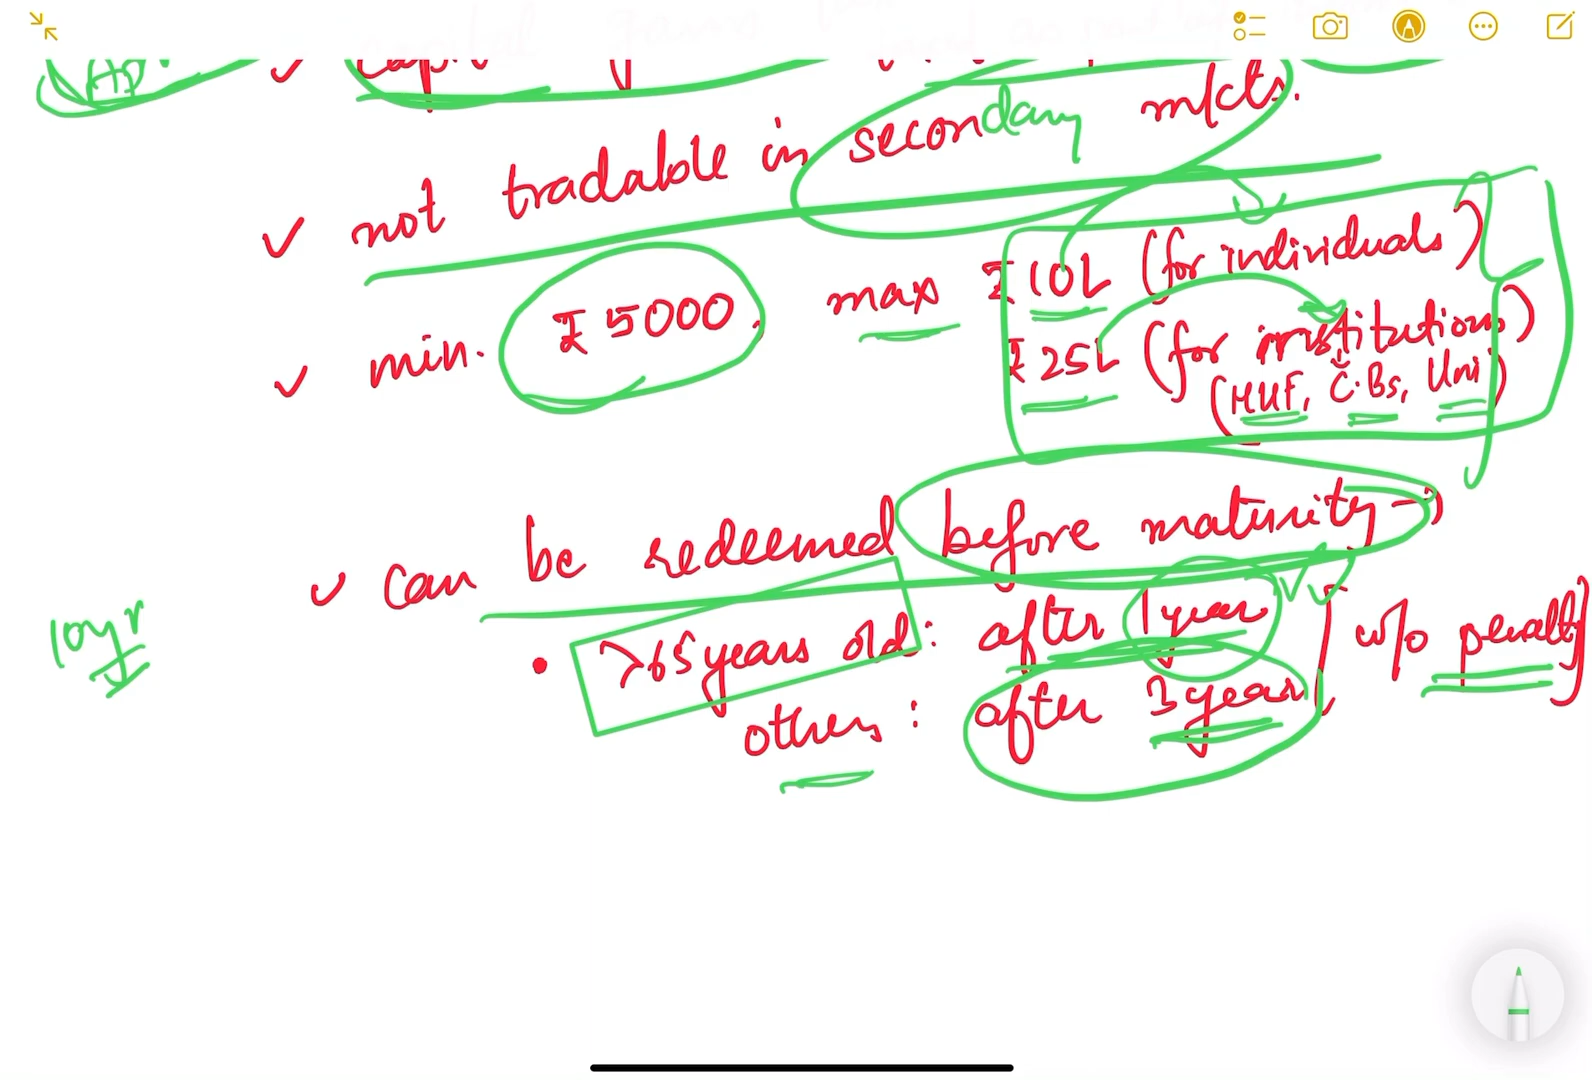 not tradable in secondary mkts.
min. ₹ 5000, max ₹ 10L (for individuals)
₹ 25L (for institutions)
(HUF, C.Bs, Uni)
can be redeemed before maturity →
10yr
• >65 years old : after 1 year
others : after 3 year
w/o penalty